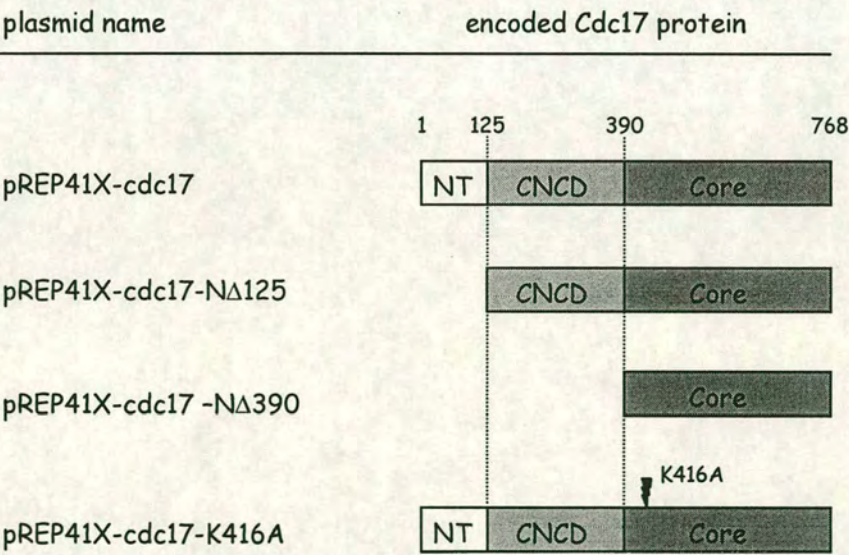 plasmid name encoded Cdc17 protein
1 125 390 768
pREP41X-cdc17 NT CNCD Core
pREP41X-cdc17-NΔ125 CNCD Core
pREP41X-cdc17 -NΔ390 Core
K416A
pREP41X-cdc17-K416A NT CNCD Core